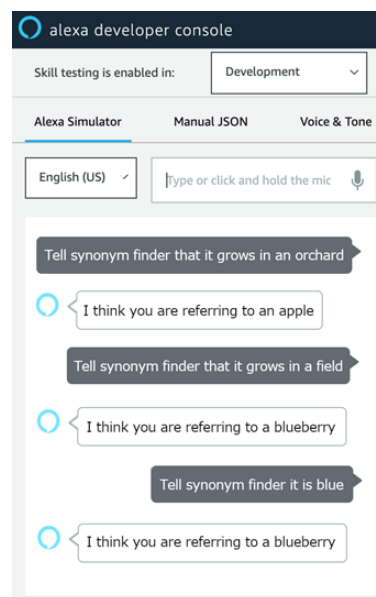 alexa developer console
Skill testing is enabled in: Development
Alexa Simulator Manual JSON Voice & Tone
English (US) Type or click and hold the mic
Tell synonym finder that it grows in an orchard
I think you are referring to an apple
Tell synonym finder that it grows in a field
I think you are referring to a blueberry
Tell synonym finder it is blue
I think you are referring to a blueberry